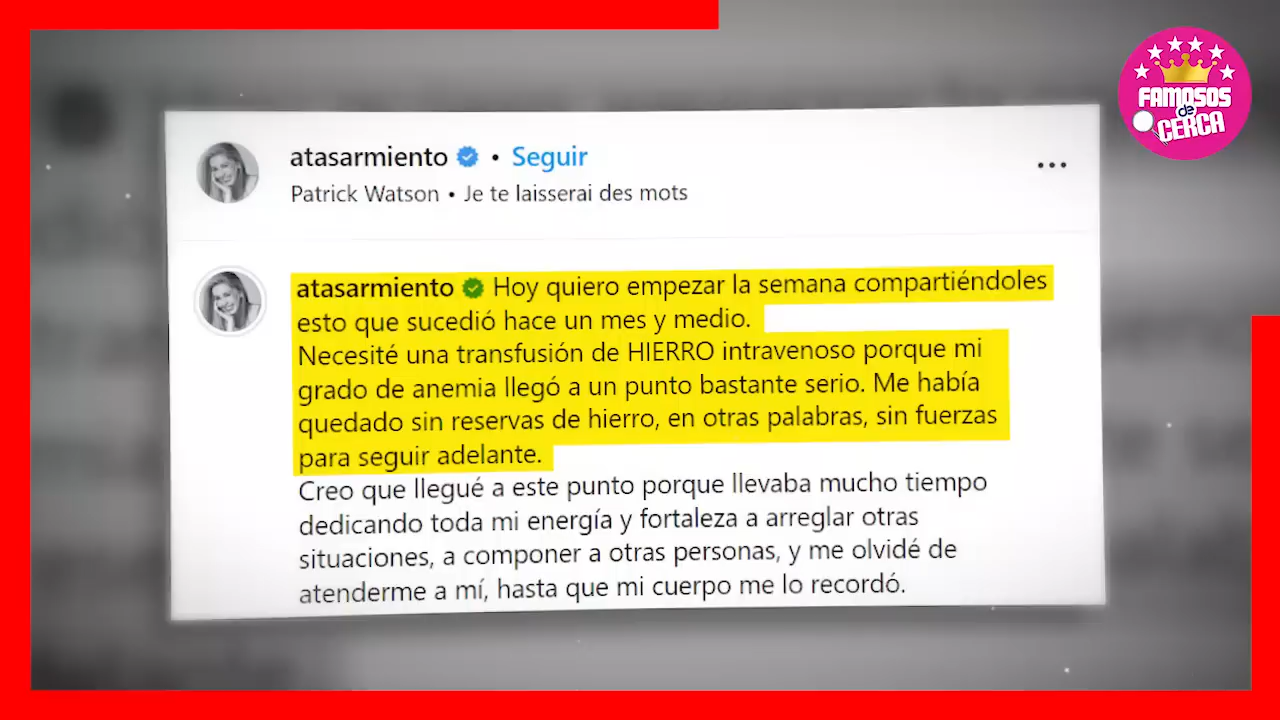 FAMOSOS
de
CERCA
atasarmiento • Seguir
Patrick Watson • Je te laisserai des mots
atasarmiento Hoy quiero empezar la semana compartiéndoles
esto que sucedió hace un mes y medio.
Necesité una transfusión de HIERRO intravenoso porque mi
grado de anemia llegó a un punto bastante serio. Me había
quedado sin reservas de hierro, en otras palabras, sin fuerzas
para seguir adelante.
Creo que llegué a este punto porque llevaba mucho tiempo
dedicando toda mi energía y fortaleza a arreglar otras
situaciones, a componer a otras personas, y me olvidé de
atenderme a mí, hasta que mi cuerpo me lo recordó.